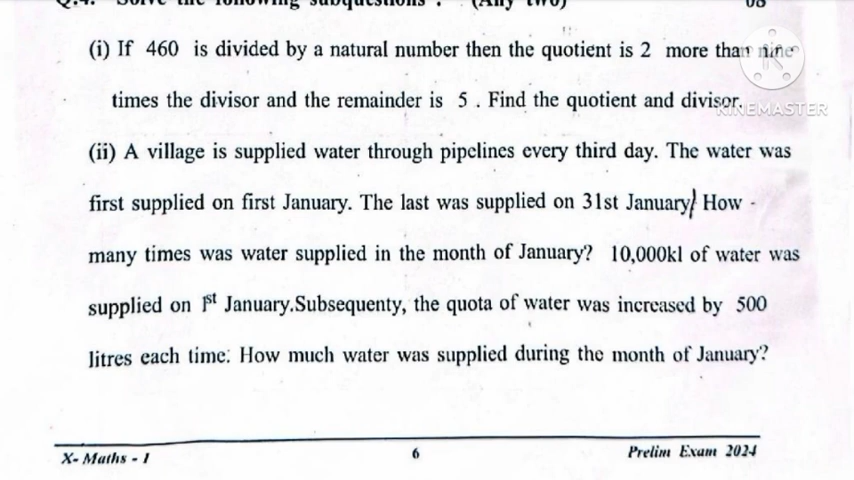 Q.4. Solve the following subquestions : (Any two) 08
(i) If 460 is divided by a natural number then the quotient is 2 more than nine
times the divisor and the remainder is 5 . Find the quotient and divisor.
KINEMASTER
(ii) A village is supplied water through pipelines every third day. The water was
first supplied on first January. The last was supplied on 31st January/ How -
many times was water supplied in the month of January? 10,000kl of water was
supplied on 1st January.Subsequenty, the quota of water was increased by 500
litres each time. How much water was supplied during the month of January?
X- Maths - I 6 Prelim Exam 2024